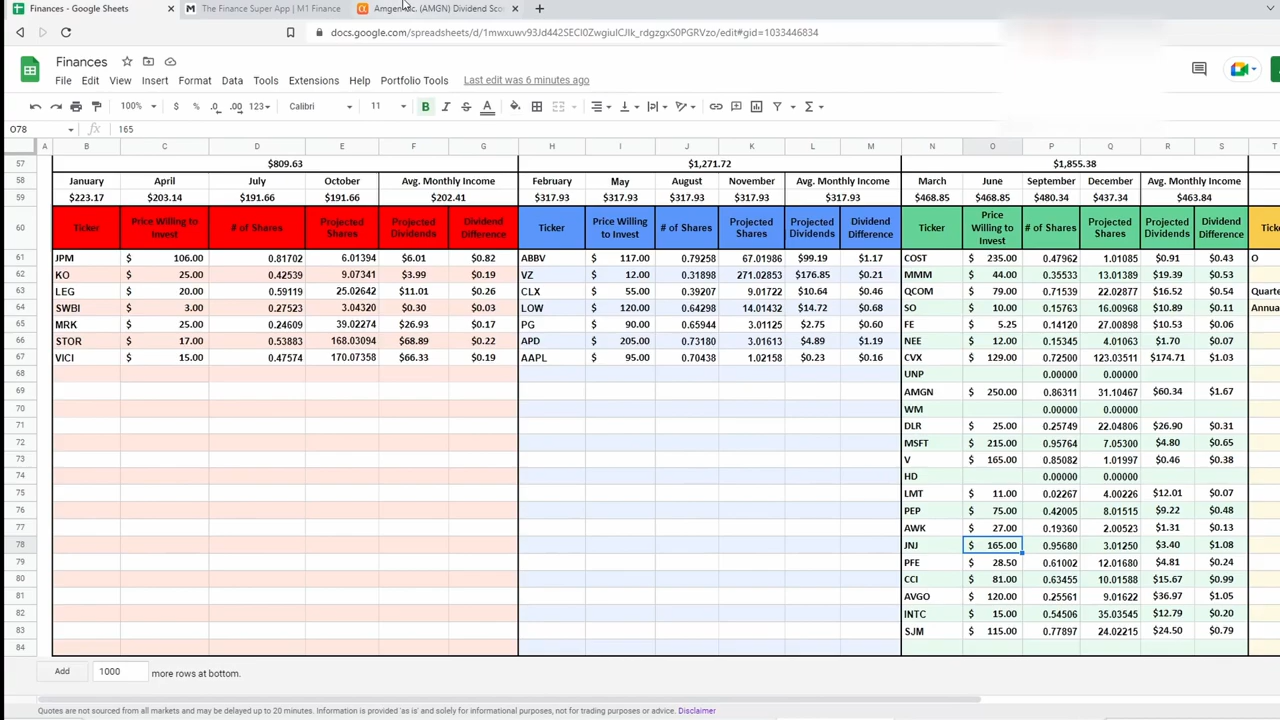 Finances - Google Sheets × The Finance Super App | M1 Finance Amgen Inc. (AMGN) Dividend Sco × +
docs.google.com/spreadsheets/d/
Finances
File Edit View Insert Format Data Tools Extensions Help Portfolio Tools Last edit was 6 minutes ago
100% $ % .0 .00 123 Calibri 11 B I S A
O78 fx 165
A B C D E F G H I J K L M N O P Q R S T
57 $809.63 $1,271.72 $1,855.38
58 January April July October Avg. Monthly Income February May August November Avg. Monthly Income March June September December Avg. Monthly Income
59 $223.17 $203.14 $191.66 $191.66 $202.41 $317.93 $317.93 $317.93 $317.93 $317.93 $468.85 $468.85 $480.34 $437.34 $463.84
60 Ticker Price Willing to Invest # of Shares Projected Shares Projected Dividends Dividend Difference Ticker Price Willing to Invest # of Shares Projected Shares Projected Dividends Dividend Difference Ticker Price Willing to Invest # of Shares Projected Shares Projected Dividends Dividend Difference Ticke
61 JPM $ 106.00 0.81702 6.01394 $6.01 $0.82 ABBV $ 117.00 0.79258 67.01986 $99.19 $1.17 COST $ 235.00 0.47962 1.01085 $0.91 $0.43 O
62 KO $ 25.00 0.42539 9.07341 $3.99 $0.19 VZ $ 12.00 0.31898 271.02853 $176.85 $0.21 MMM $ 44.00 0.35533 13.01389 $19.39 $0.53
63 LEG $ 20.00 0.59119 25.02642 $11.01 $0.26 CLX $ 55.00 0.39207 9.01722 $10.64 $0.46 QCOM $ 79.00 0.71539 22.02877 $16.52 $0.54 Quarte
64 SWBI $ 4.00 0.27523 3.04320 $0.30 $0.03 LOW $ 120.00 0.64298 14.01432 $14.72 $0.68 SO $ 10.00 0.15763 16.00968 $10.89 $0.11 Annua
65 MRK $ 25.00 0.24609 39.02274 $26.93 $0.17 PG $ 90.00 0.65944 3.01125 $2.75 $0.60 FE $ 5.25 0.14120 27.00898 $10.53 $0.06
66 STOR $ 17.00 0.53883 168.03094 $68.89 $0.22 APD $ 205.00 0.73180 3.01613 $4.89 $1.19 NEE $ 12.00 0.15345 4.01063 $1.70 $0.07
67 VICI $ 15.00 0.47574 170.07358 $66.33 $0.19 AAPL $ 95.00 0.70438 1.02158 $0.23 $0.16 CVX $ 129.00 0.72500 123.03511 $174.71 $1.03
68 UNP 0.00000 0.00000
69 AMGN $ 250.00 0.86311 31.10467 $60.34 $1.67
70 WM 0.00000 0.00000
71 DLR $ 25.00 0.25749 22.04806 $26.90 $0.31
72 MSFT $ 215.00 0.95764 7.05300 $4.80 $0.65
73 V $ 165.00 0.85082 1.01997 $0.46 $0.38
74 HD 0.00000 0.00000
75 LMT $ 11.00 0.02267 4.00226 $12.01 $0.07
76 PEP $ 75.00 0.42005 8.01515 $9.22 $0.48
77 AWK $ 27.00 0.19360 2.00523 $1.31 $0.13
78 JNJ $ 165.00 0.95680 3.01250 $3.40 $1.08
79 PFE $ 28.50 0.61002 12.01680 $4.81 $0.24
80 CCI $ 81.00 0.63455 10.01588 $15.67 $0.99
81 AVGO $ 120.00 0.25561 9.01622 $36.97 $1.05
82 INTC $ 15.00 0.54506 35.03545 $12.79 $0.20
83 SJM $ 115.00 0.77897 24.02215 $24.50 $0.79
84
Add 1000 more rows at bottom.
Quotes are not sourced from all markets and may be delayed up to 20 minutes. Information is provided 'as is' and solely for informational purposes, not for trading purposes or advice. Disclaimer